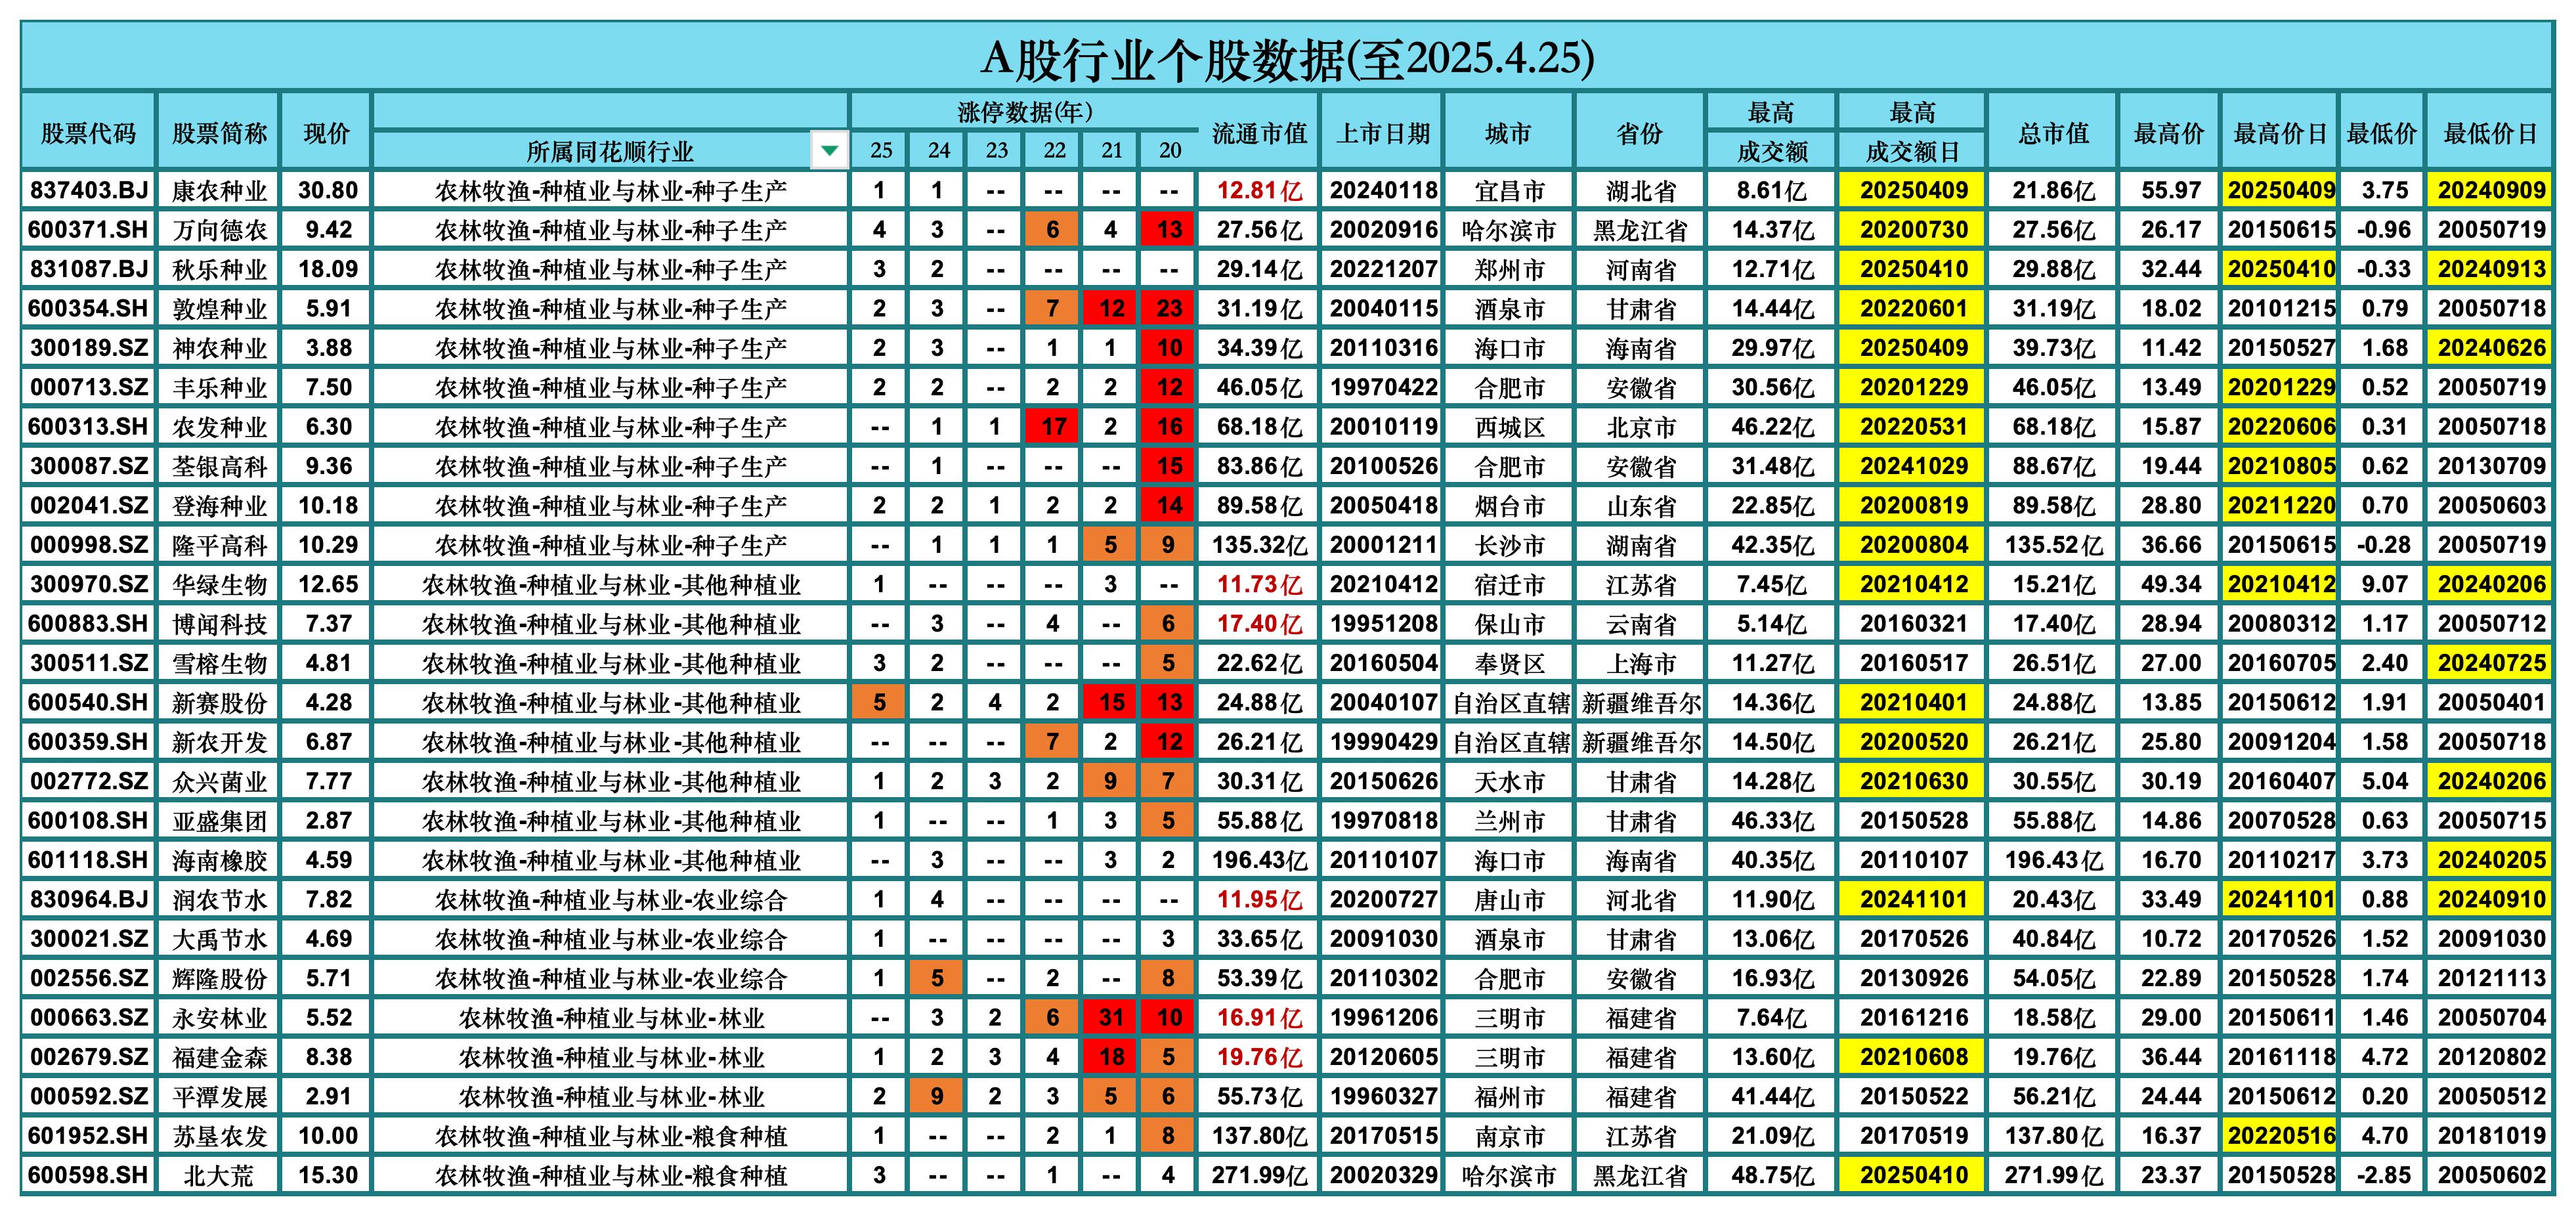 A股行业个股数据(至2025.4.25)
股票代码 股票简称 现价 所属同花顺行业 涨停数据(年) 流通市值 上市日期 城市 省份 最高 最高 总市值 最高价 最高价日 最低价 最低价日
25 24 23 22 21 20 成交额 成交额日
837403.BJ 康农种业 30.80 农林牧渔-种植业与林业-种子生产 1 1 -- -- -- -- 12.81亿 20240118 宜昌市 湖北省 8.61亿 20250409 21.86亿 55.97 20250409 3.75 20240909
600371.SH 万向德农 9.42 农林牧渔-种植业与林业-种子生产 4 3 -- 6 4 13 27.56亿 20020916 哈尔滨市 黑龙江省 14.37亿 20200730 27.56亿 26.17 20150615 -0.96 20050719
831087.BJ 秋乐种业 18.09 农林牧渔-种植业与林业-种子生产 3 2 -- -- -- -- 29.14亿 20221207 郑州市 河南省 12.71亿 20250410 29.88亿 32.44 20250410 -0.33 20240913
600354.SH 敦煌种业 5.91 农林牧渔-种植业与林业-种子生产 2 3 -- 7 12 23 31.19亿 20040115 酒泉市 甘肃省 14.44亿 20220601 31.19亿 18.02 20101215 0.79 20050718
300189.SZ 神农种业 3.88 农林牧渔-种植业与林业-种子生产 2 3 -- 1 1 10 34.39亿 20110316 海口市 海南省 29.97亿 20250409 39.73亿 11.42 20150527 1.68 20240626
000713.SZ 丰乐种业 7.50 农林牧渔-种植业与林业-种子生产 2 2 -- 2 2 12 46.05亿 19970422 合肥市 安徽省 30.56亿 20201229 46.05亿 13.49 20201229 0.52 20050719
600313.SH 农发种业 6.30 农林牧渔-种植业与林业-种子生产 -- 1 1 17 2 16 68.18亿 20010119 西城区 北京市 46.22亿 20220531 68.18亿 15.87 20220606 0.31 20050718
300087.SZ 荃银高科 9.36 农林牧渔-种植业与林业-种子生产 -- 1 -- -- -- 15 83.86亿 20100526 合肥市 安徽省 31.48亿 20241029 88.67亿 19.44 20210805 0.62 20130709
002041.SZ 登海种业 10.18 农林牧渔-种植业与林业-种子生产 2 2 1 2 2 14 89.58亿 20050418 烟台市 山东省 22.85亿 20200819 89.58亿 28.80 20211220 0.70 20050603
000998.SZ 隆平高科 10.29 农林牧渔-种植业与林业-种子生产 -- 1 1 1 5 9 135.32亿 20001211 长沙市 湖南省 42.35亿 20200804 135.52亿 36.66 20150615 -0.28 20050719
300970.SZ 华绿生物 12.65 农林牧渔-种植业与林业-其他种植业 1 -- -- -- 3 -- 11.73亿 20210412 宿迁市 江苏省 7.45亿 20210412 15.21亿 49.34 20210412 9.07 20240206
600883.SH 博闻科技 7.37 农林牧渔-种植业与林业-其他种植业 -- 3 -- 4 -- 6 17.40亿 19951208 保山市 云南省 5.14亿 20160321 17.40亿 28.94 20080312 1.17 20050712
300511.SZ 雪榕生物 4.81 农林牧渔-种植业与林业-其他种植业 3 2 -- -- -- 5 22.62亿 20160504 奉贤区 上海市 11.27亿 20160517 26.51亿 27.00 20160705 2.40 20240725
600540.SH 新赛股份 4.28 农林牧渔-种植业与林业-其他种植业 5 2 4 2 15 13 24.88亿 20040107 自治区直辖 新疆维吾尔 14.36亿 20210401 24.88亿 13.85 20150612 1.91 20050401
600359.SH 新农开发 6.87 农林牧渔-种植业与林业-其他种植业 -- -- -- 7 2 12 26.21亿 19990429 自治区直辖 新疆维吾尔 14.50亿 20200520 26.21亿 25.80 20091204 1.58 20050718
002772.SZ 众兴菌业 7.77 农林牧渔-种植业与林业-其他种植业 1 2 3 2 9 7 30.31亿 20150626 天水市 甘肃省 14.28亿 20210630 30.55亿 30.19 20160407 5.04 20240206
600108.SH 亚盛集团 2.87 农林牧渔-种植业与林业-其他种植业 1 -- -- 1 3 5 55.88亿 19970818 兰州市 甘肃省 46.33亿 20150528 55.88亿 14.86 20070528 0.63 20050715
601118.SH 海南橡胶 4.59 农林牧渔-种植业与林业-其他种植业 -- 3 -- -- 3 2 196.43亿 20110107 海口市 海南省 40.35亿 20110107 196.43亿 16.70 20110217 3.73 20240205
830964.BJ 润农节水 7.82 农林牧渔-种植业与林业-农业综合 1 4 -- -- -- -- 11.95亿 20200727 唐山市 河北省 11.90亿 20241101 20.43亿 33.49 20241101 0.88 20240910
300021.SZ 大禹节水 4.69 农林牧渔-种植业与林业-农业综合 1 -- -- -- -- 3 33.65亿 20091030 酒泉市 甘肃省 13.06亿 20170526 40.84亿 10.72 20170526 1.52 20091030
002556.SZ 辉隆股份 5.71 农林牧渔-种植业与林业-农业综合 1 5 -- 2 -- 8 53.39亿 20110302 合肥市 安徽省 16.93亿 20130926 54.05亿 22.89 20150528 1.74 20121113
000663.SZ 永安林业 5.52 农林牧渔-种植业与林业-林业 -- 3 2 6 31 10 16.91亿 19961206 三明市 福建省 7.64亿 20161216 18.58亿 29.00 20150611 1.46 20050704
002679.SZ 福建金森 8.38 农林牧渔-种植业与林业-林业 1 2 3 4 18 5 19.76亿 20120605 三明市 福建省 13.60亿 20210608 19.76亿 36.44 20161118 4.72 20120802
000592.SZ 平潭发展 2.91 农林牧渔-种植业与林业-林业 2 9 2 3 5 6 55.73亿 19960327 福州市 福建省 41.44亿 20150522 56.21亿 24.44 20150612 0.20 20050512
601952.SH 苏垦农发 10.00 农林牧渔-种植业与林业-粮食种植 1 -- -- 2 1 8 137.80亿 20170515 南京市 江苏省 21.09亿 20170519 137.80亿 16.37 20220516 4.70 20181019
600598.SH 北大荒 15.30 农林牧渔-种植业与林业-粮食种植 3 -- -- 1 -- 4 271.99亿 20020329 哈尔滨市 黑龙江省 48.75亿 20250410 271.99亿 23.37 20150528 -2.85 20050602